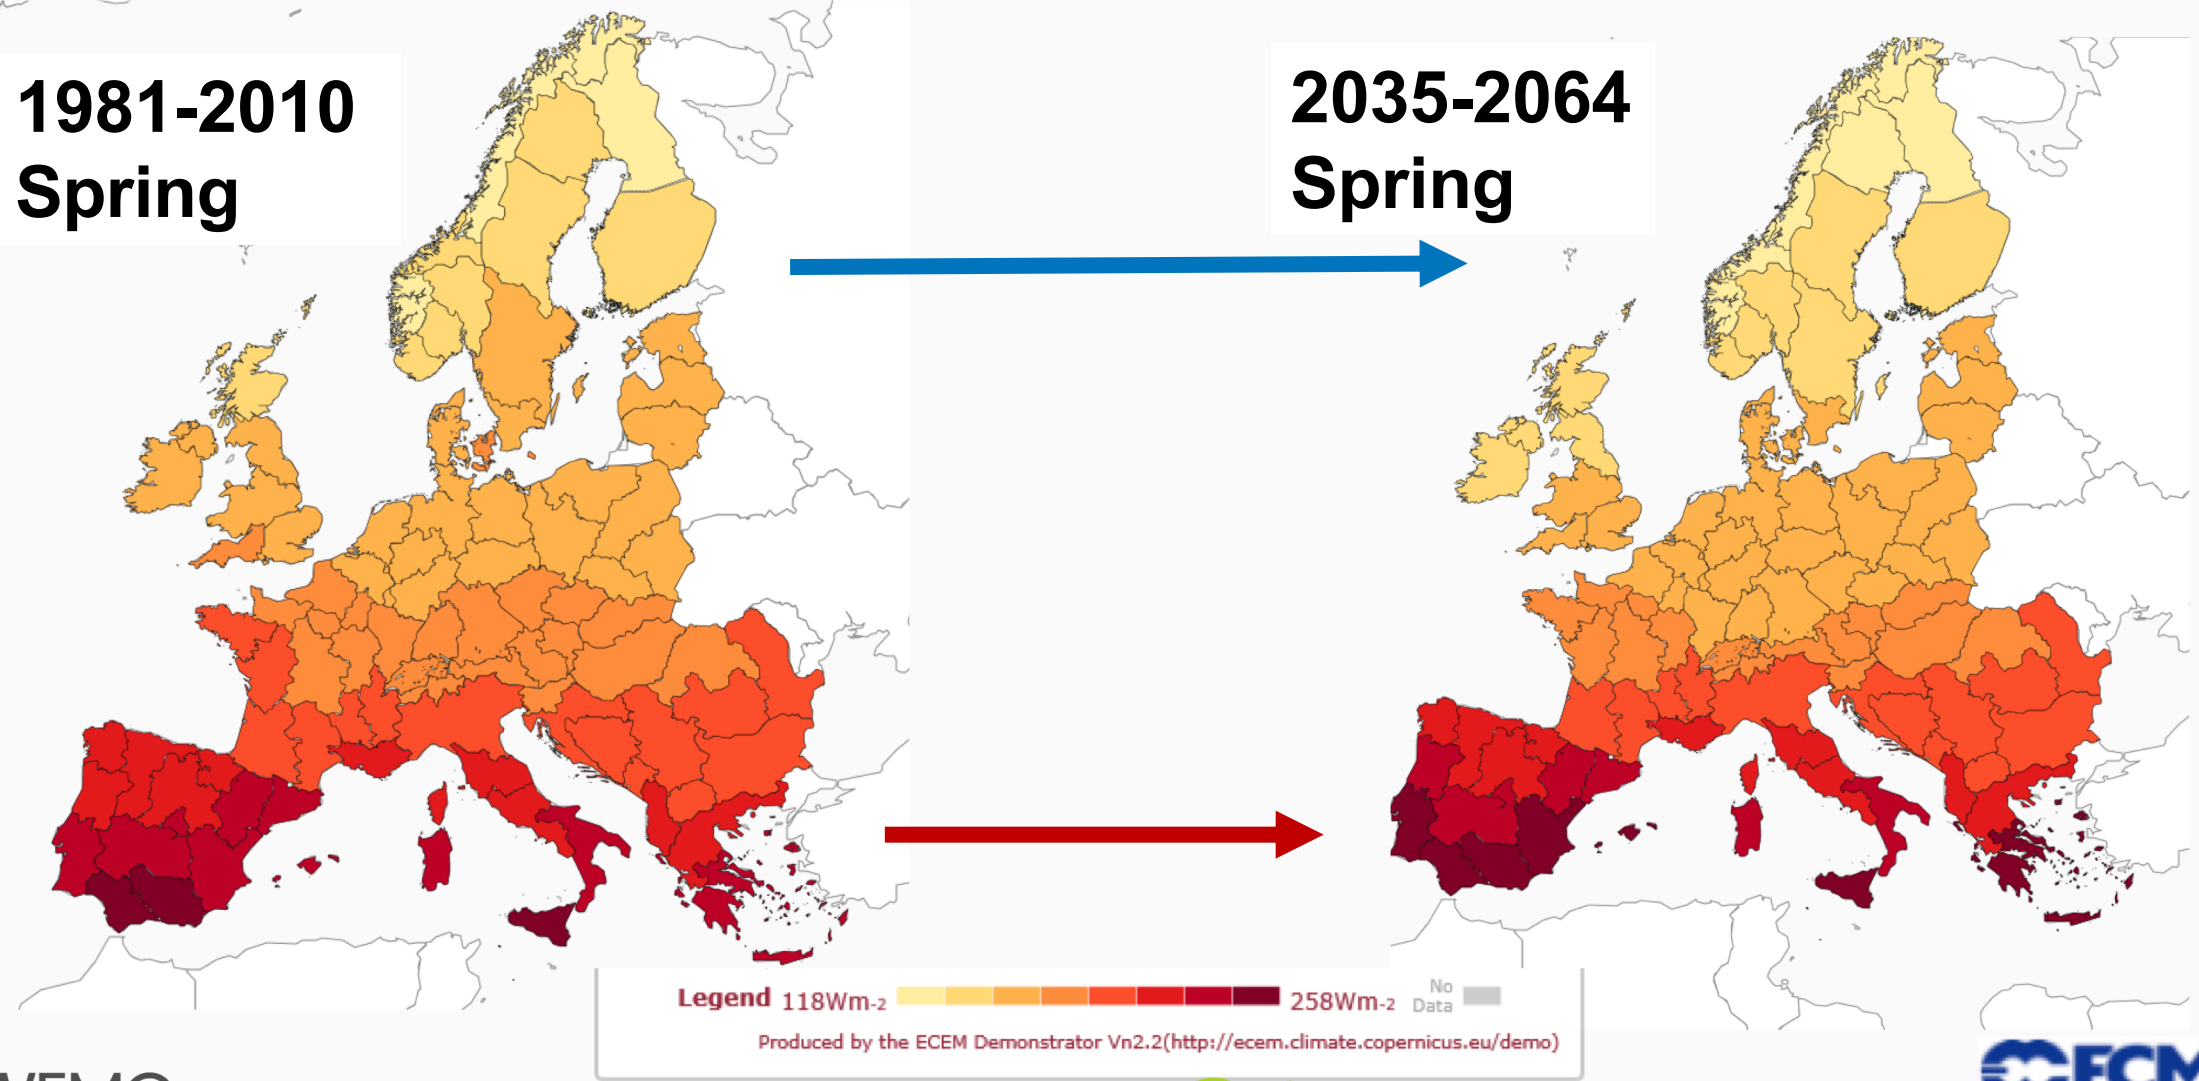 1981-2010
Spring
2035-2064
Spring
Legend 118Wm-2 258Wm-2 No Data
Produced by the ECEM Demonstrator Vn2.2(http://ecem.climate.copernicus.eu/demo)